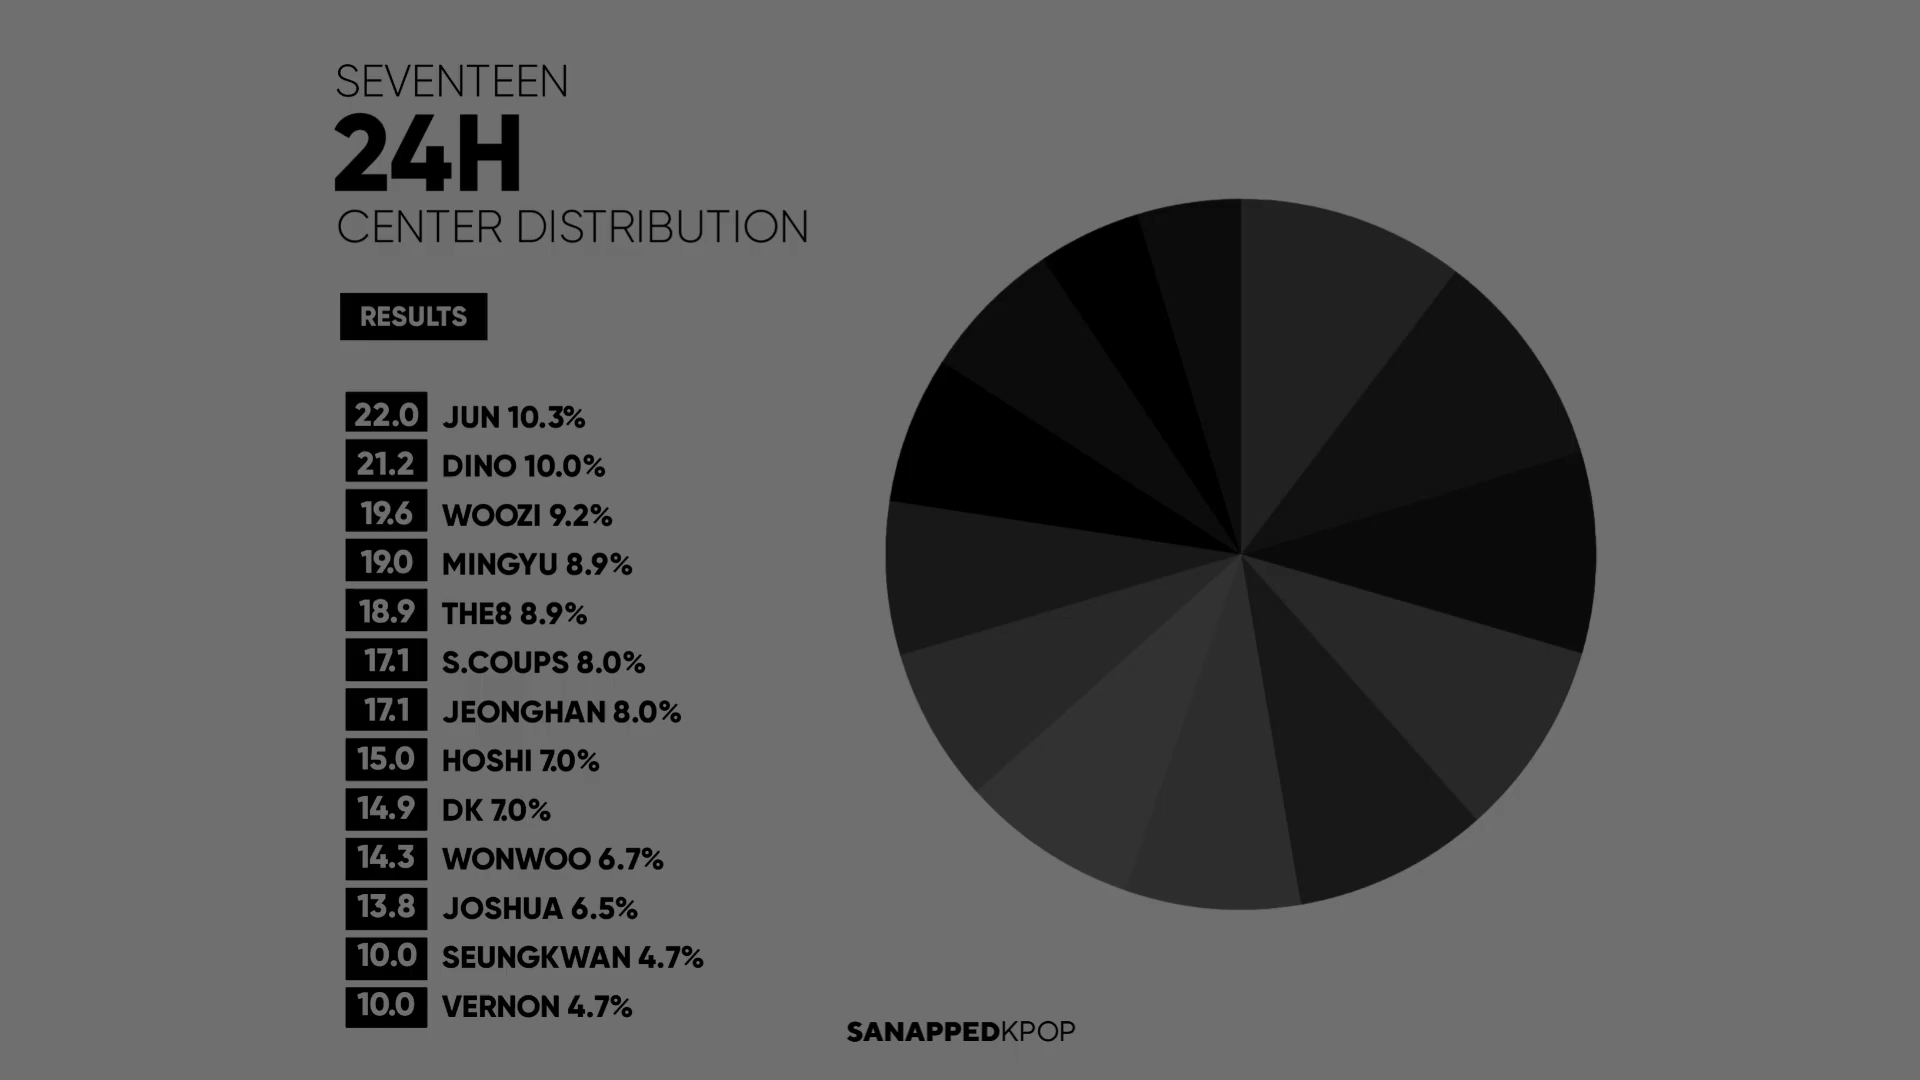 SEVENTEEN
24H
CENTER DISTRIBUTION
RESULTS
22.0 JUN 10.3%
21.2 DINO 10.0%
19.6 WOOZI 9.2%
19.0 MINGYU 8.9%
18.9 THE8 8.9%
17.1 S.COUPS 8.0%
17.1 JEONGHAN 8.0%
15.0 HOSHI 7.0%
14.9 DK 7.0%
14.3 WONWOO 6.7%
13.8 JOSHUA 6.5%
10.0 SEUNGKWAN 4.7%
10.0 VERNON 4.7%
SANAPPEDKPOP